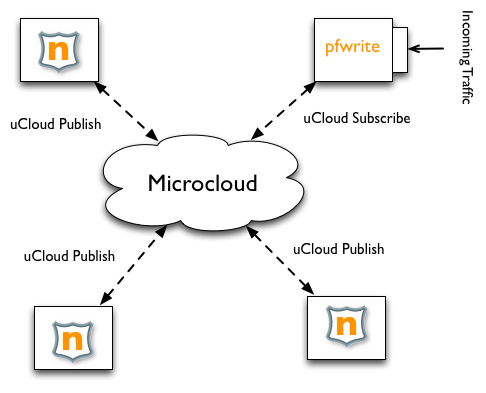 n
pfwrite
Incoming Traffic
uCloud Publish
uCloud Subscribe
Microcloud
uCloud Publish
uCloud Publish
n
n